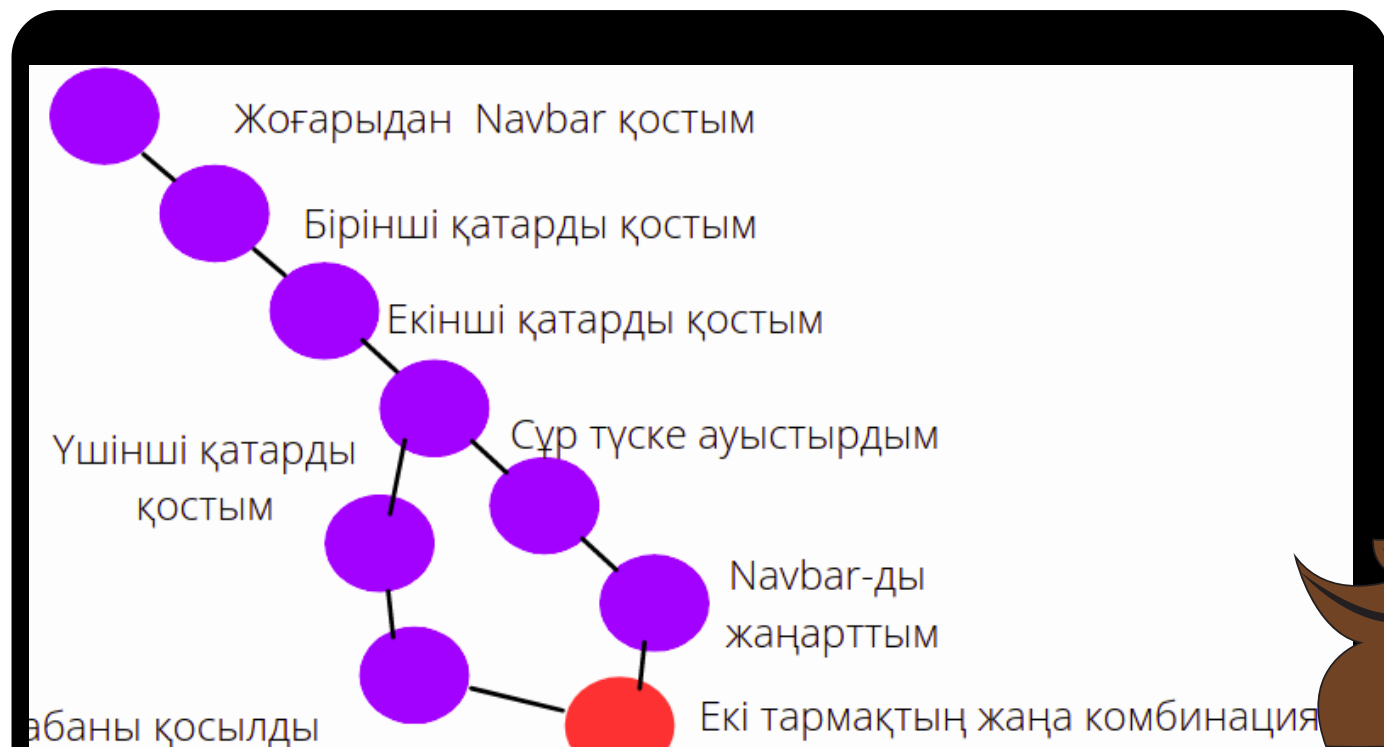 Жоғарыдан Navbar қостым
Бірінші қатарды қостым
Екінші қатарды қостым
Сұр түске ауыстырдым
Үшінші қатарды
қостым
Navbar-ды
жаңарттым
Екі тармақтың жаңа комбинация
қосылды